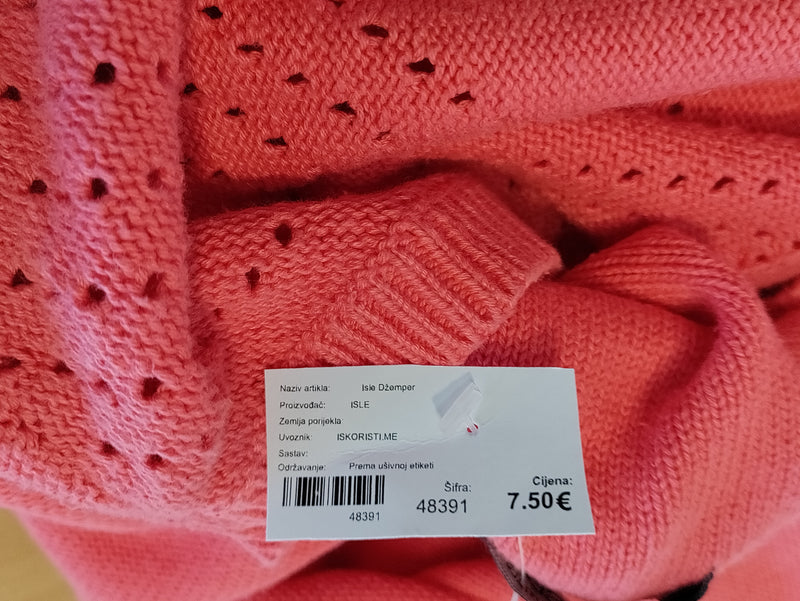 Naziv artikla: Isle Džemper
Proizvođač: ISLE
Zemlja porijekla:
Uvoznik: ISKORISTI.ME
Sastav:
Održavanje: Prema ušivnoj etiketi
48391
Šifra:
48391
Cijena:
7.50€